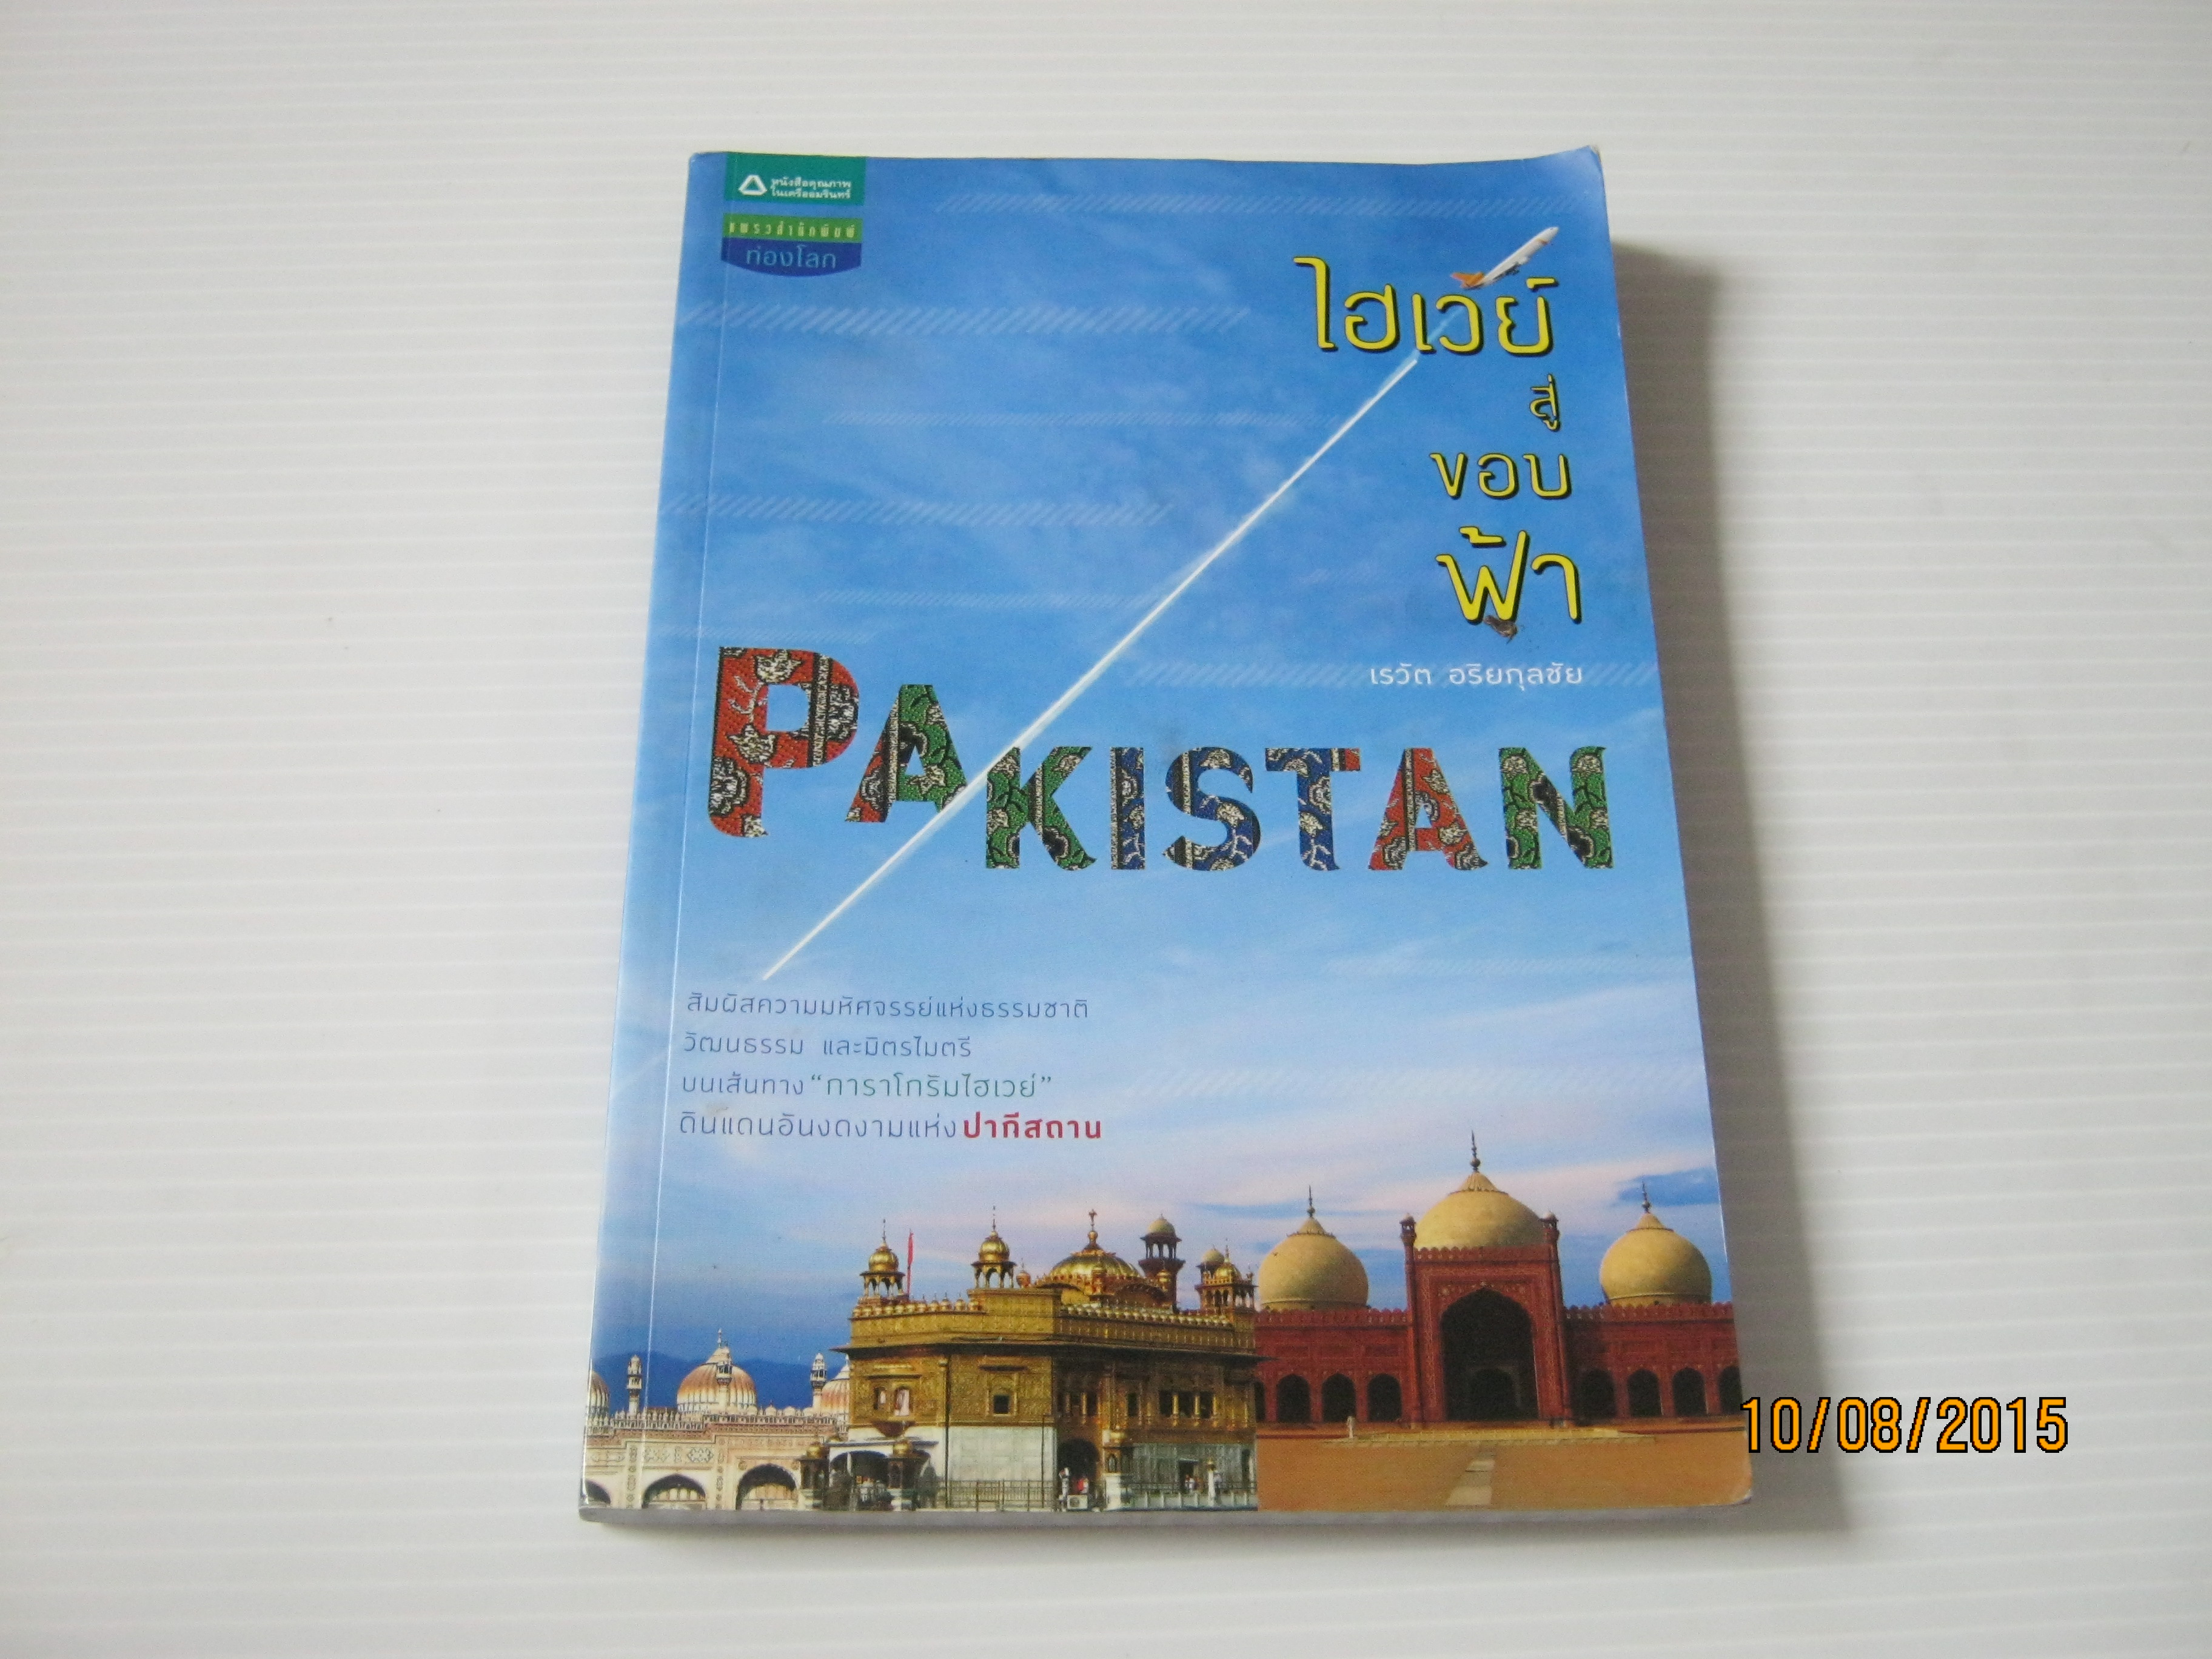 หนังสือคุณภาพ
ในเครืออมรินทร์
แพรวสำนักพิมพ์
ท่องโลก
ไฮเวย์
สู่
ขอบ
ฟ้า
เรวัต อริยกุลชัย
PAKISTAN
สัมผัสความมหัศจรรย์แห่งธรรมชาติ
วัฒนธรรม และมิตรไมตรี
บนเส้นทาง “การาโกรัมไฮเวย์”
ดินแดนอันงดงามแห่งปากีสถาน
10/08/2015